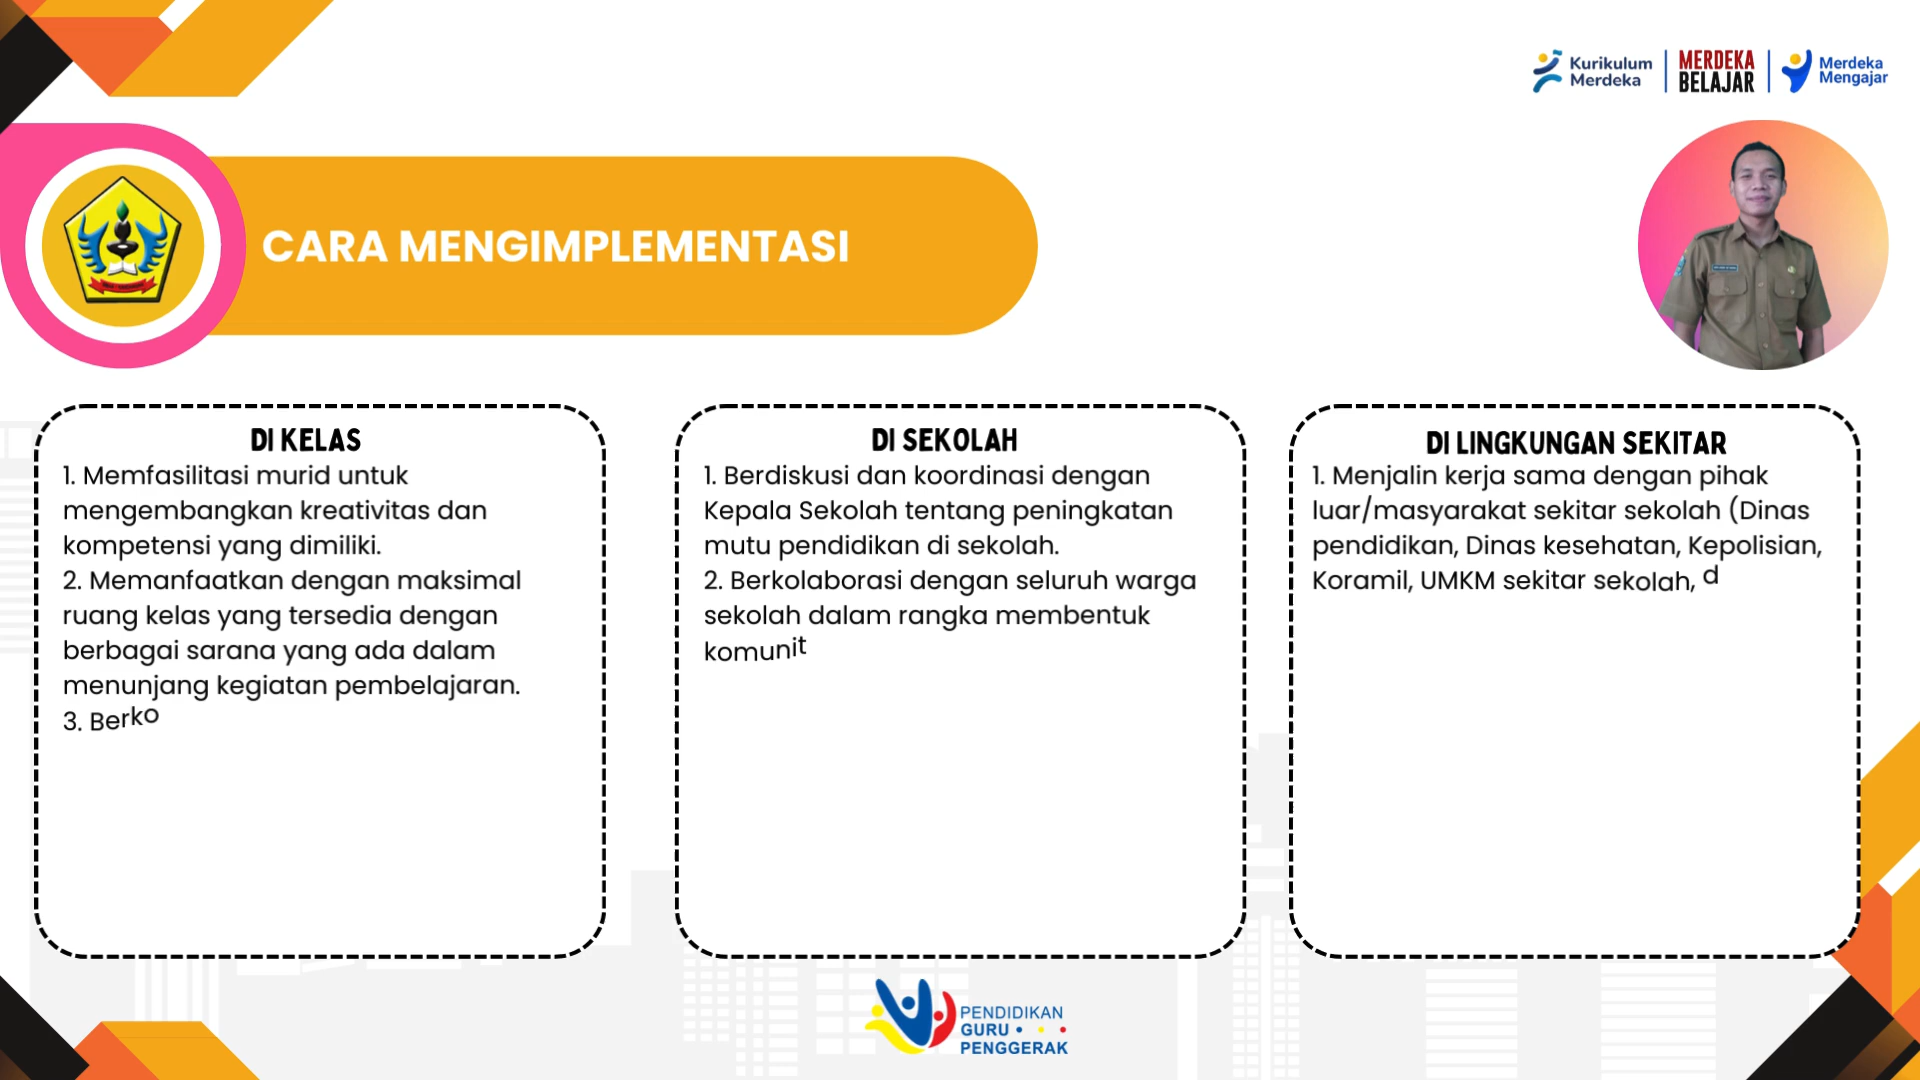 Kurikulum
Merdeka
MERDEKA
BELAJAR
Merdeka
Mengajar
CARA MENGIMPLEMENTASI
DI KELAS
1. Memfasilitasi murid untuk
mengembangkan kreativitas dan
kompetensi yang dimiliki.
2. Memanfaatkan dengan maksimal
ruang kelas yang tersedia dengan
berbagai sarana yang ada dalam
menunjang kegiatan pembelajaran.
3. Berko
DI SEKOLAH
1. Berdiskusi dan koordinasi dengan
Kepala Sekolah tentang peningkatan
mutu pendidikan di sekolah.
2. Berkolaborasi dengan seluruh warga
sekolah dalam rangka membentuk
komunit
DI LINGKUNGAN SEKITAR
1. Menjalin kerja sama dengan pihak
luar/masyarakat sekitar sekolah (Dinas
pendidikan, Dinas kesehatan, Kepolisian,
Koramil, UMKM sekitar sekolah, d
PENDIDIKAN
GURU
PENGGERAK